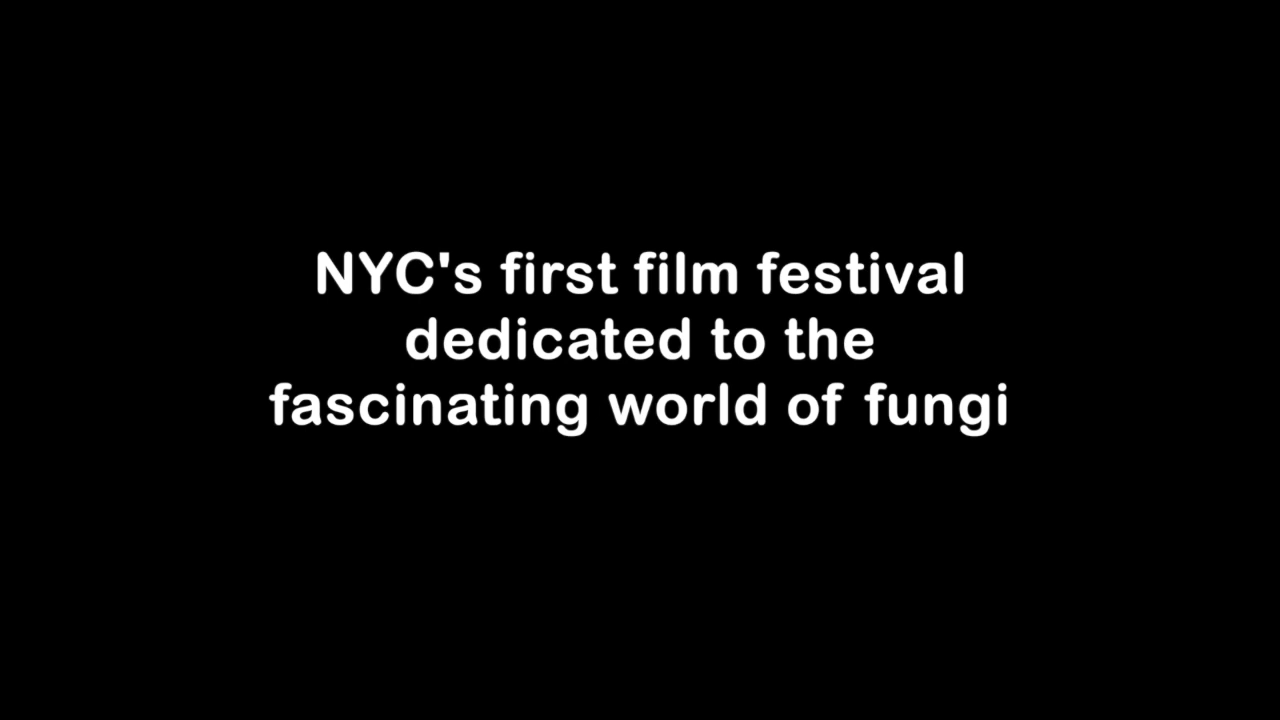 NYC's first film festival
dedicated to the
fascinating world of fungi